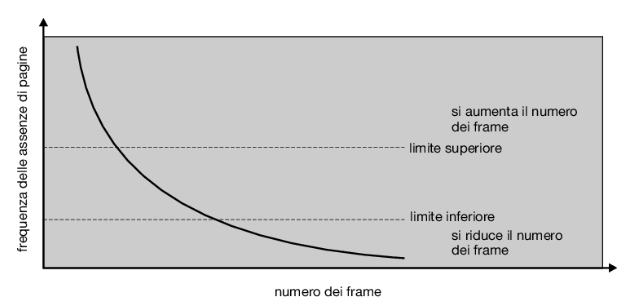 frequenza delle assenze di pagine
si aumenta il numero
dei frame
limite superiore
limite inferiore
si riduce il numero
dei frame
numero dei frame